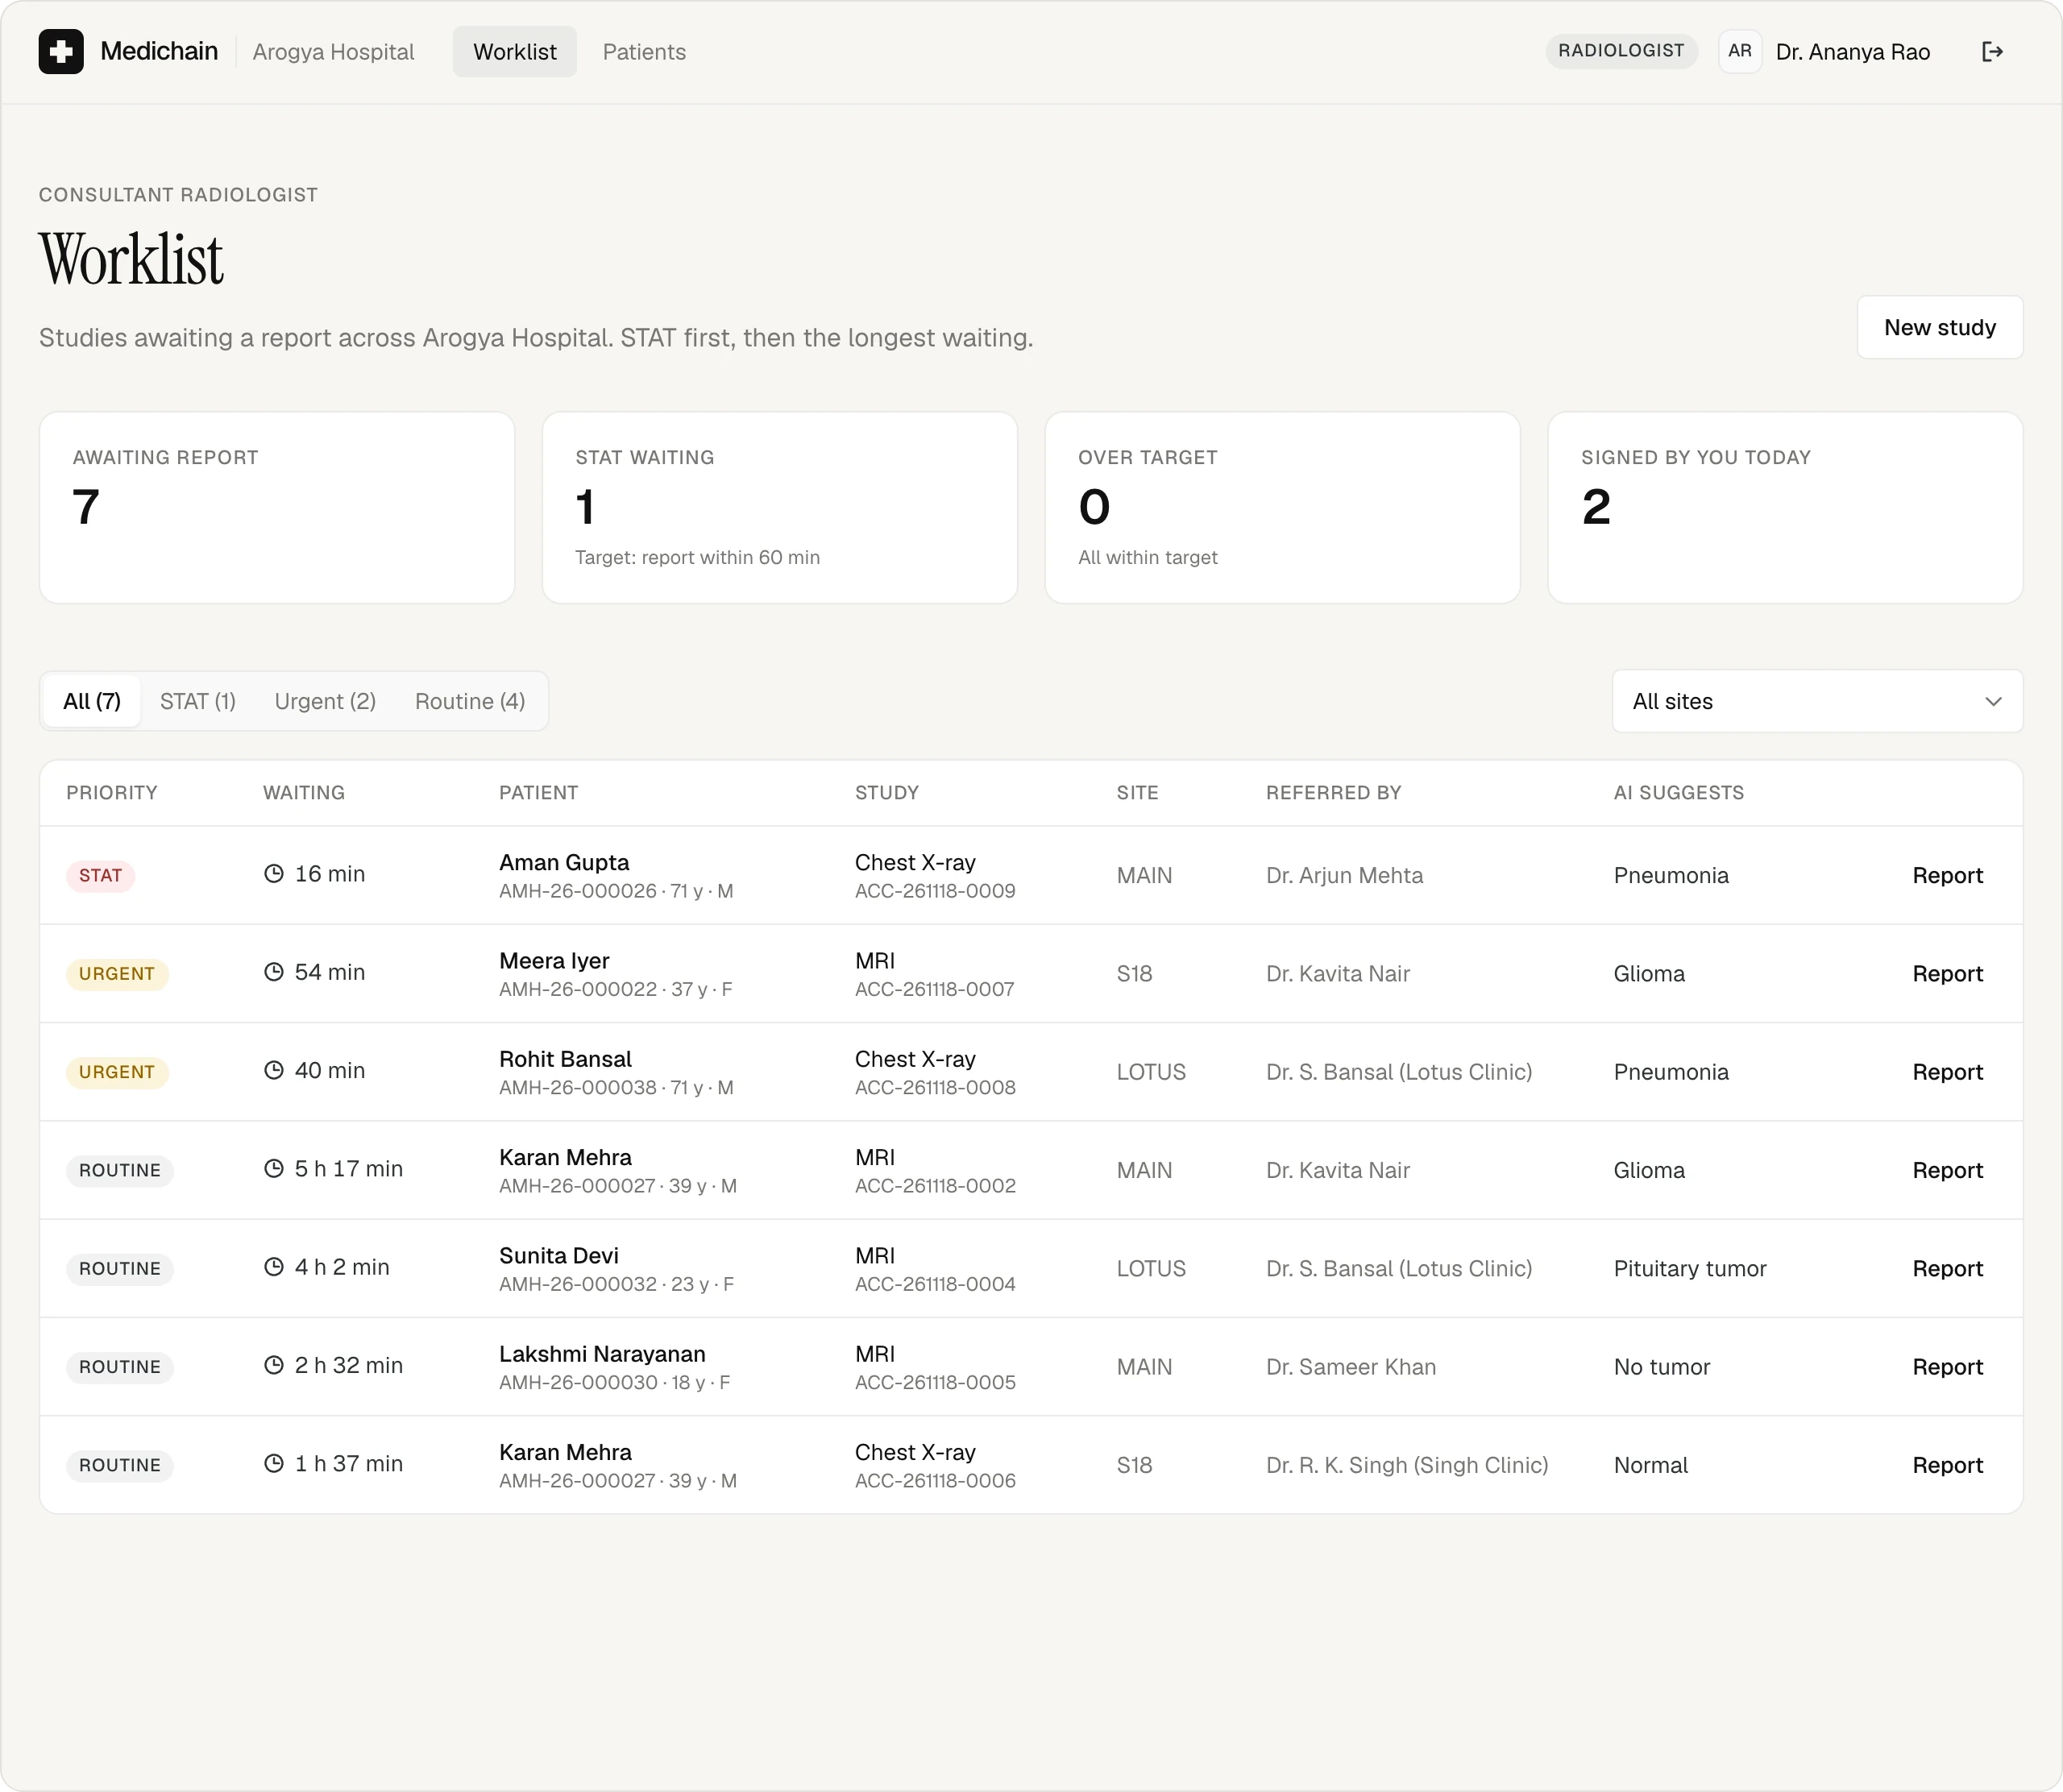 Medichain Arogya Hospital Worklist Patients RADIOLOGIST AR Dr. Ananya Rao
CONSULTANT RADIOLOGIST
Worklist
Studies awaiting a report across Arogya Hospital. STAT first, then the longest waiting.
New study
AWAITING REPORT
7
STAT WAITING
1
Target: report within 60 min
OVER TARGET
0
All within target
SIGNED BY YOU TODAY
2
All (7) STAT (1) Urgent (2) Routine (4)
All sites
PRIORITY WAITING PATIENT STUDY SITE REFERRED BY AI SUGGESTS
STAT 16 min Aman Gupta Chest X-ray MAIN Dr. Arjun Mehta Pneumonia Report
AMH-26-000026 · 71 y · M ACC-261118-0009
URGENT 54 min Meera Iyer MRI S18 Dr. Kavita Nair Glioma Report
AMH-26-000022 · 37 y · F ACC-261118-0007
URGENT 40 min Rohit Bansal Chest X-ray LOTUS Dr. S. Bansal (Lotus Clinic) Pneumonia Report
AMH-26-000038 · 71 y · M ACC-261118-0008
ROUTINE 5 h 17 min Karan Mehra MRI MAIN Dr. Kavita Nair Glioma Report
AMH-26-000027 · 39 y · M ACC-261118-0002
ROUTINE 4 h 2 min Sunita Devi MRI LOTUS Dr. S. Bansal (Lotus Clinic) Pituitary tumor Report
AMH-26-000032 · 23 y · F ACC-261118-0004
ROUTINE 2 h 32 min Lakshmi Narayanan MRI MAIN Dr. Sameer Khan No tumor Report
AMH-26-000030 · 18 y · F ACC-261118-0005
ROUTINE 1 h 37 min Karan Mehra Chest X-ray S18 Dr. R. K. Singh (Singh Clinic) Normal Report
AMH-26-000027 · 39 y · M ACC-261118-0006